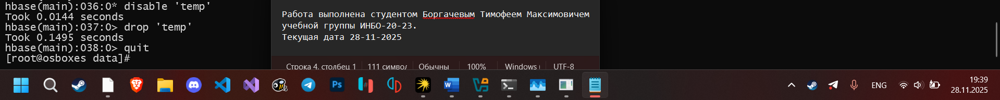 hbase(main):036:0* disable 'temp'
Took 0.0144 seconds
hbase(main):037:0> drop 'temp'
Took 0.1495 seconds
hbase(main):038:0> quit
[root@osboxes data]#
Работа выполнена студентом Боргачевым Тимофеем Максимовичем
учебной группы ИНБО-20-23.
Текущая дата 28-11-2025
Строка 4, столбец 1
111 символ
Обычны
100%
Windows
UTF-8
Ps
W
ENG
19:39
28.11.2025